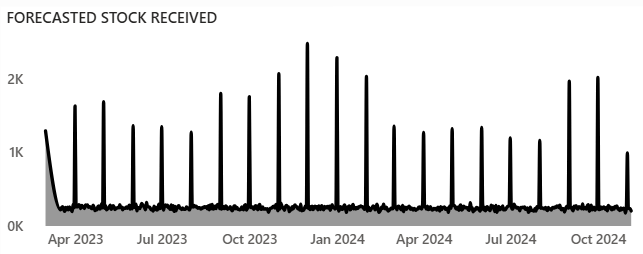 FORECASTED STOCK RECEIVED
2K
1K
0K
Apr 2023 Jul 2023 Oct 2023 Jan 2024 Apr 2024 Jul 2024 Oct 2024